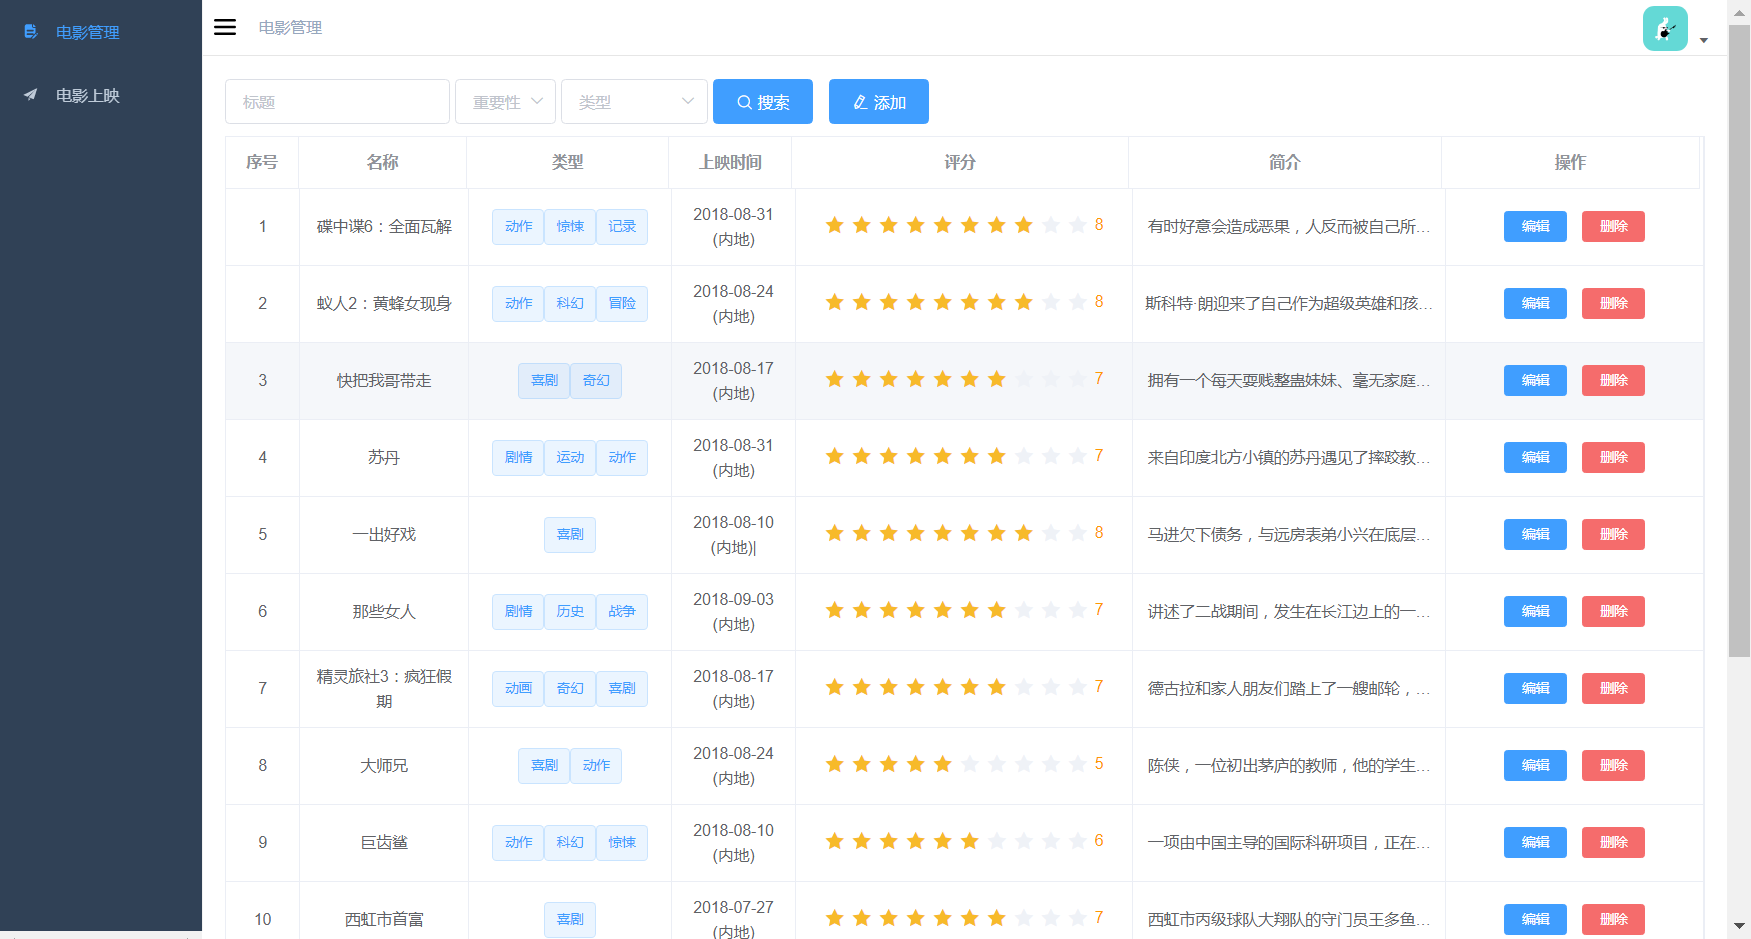 电影管理
电影上映
电影管理
标题 重要性 类型 搜索 添加
序号 名称 类型 上映时间 评分 简介 操作
1 碟中谍6：全面瓦解 动作 惊悚 记录 2018-08-31 (内地) 8 有时好意会造成恶果，人反而被自己所... 编辑 删除
2 蚁人2：黄蜂女现身 动作 科幻 冒险 2018-08-24 (内地) 8 斯科特·朗迎来了自己作为超级英雄和孩... 编辑 删除
3 快把我哥带走 喜剧 奇幻 2018-08-17 (内地) 7 拥有一个每天耍贱整蛊妹妹、毫无家庭... 编辑 删除
4 苏丹 剧情 运动 动作 2018-08-31 (内地) 7 来自印度北方小镇的苏丹遇见了摔跤教... 编辑 删除
5 一出好戏 喜剧 2018-08-10 (内地)| 8 马进欠下债务，与远房表弟小兴在底层... 编辑 删除
6 那些女人 剧情 历史 战争 2018-09-03 (内地) 7 讲述了二战期间，发生在长江边上的一... 编辑 删除
7 精灵旅社3：疯狂假期 动画 奇幻 喜剧 2018-08-17 (内地) 7 德古拉和家人朋友们踏上了一艘邮轮，... 编辑 删除
8 大师兄 喜剧 动作 2018-08-24 (内地) 5 陈侠，一位初出茅庐的教师，他的学生... 编辑 删除
9 巨齿鲨 动作 科幻 惊悚 2018-08-10 (内地) 6 一项由中国主导的国际科研项目，正在... 编辑 删除
10 西虹市首富 喜剧 2018-07-27 (内地) 7 西虹市丙级球队大翔队的守门员王多鱼... 编辑 删除